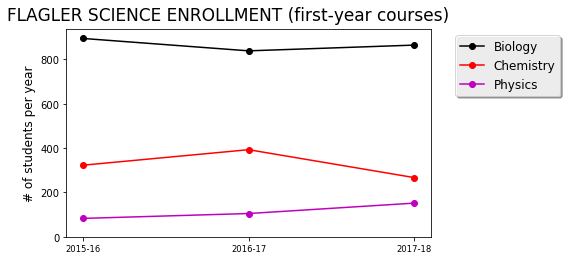 FLAGLER SCIENCE ENROLLMENT (first-year courses)
Biology
Chemistry
Physics
# of students per year
800
600
400
200
0
2015-16 2016-17 2017-18